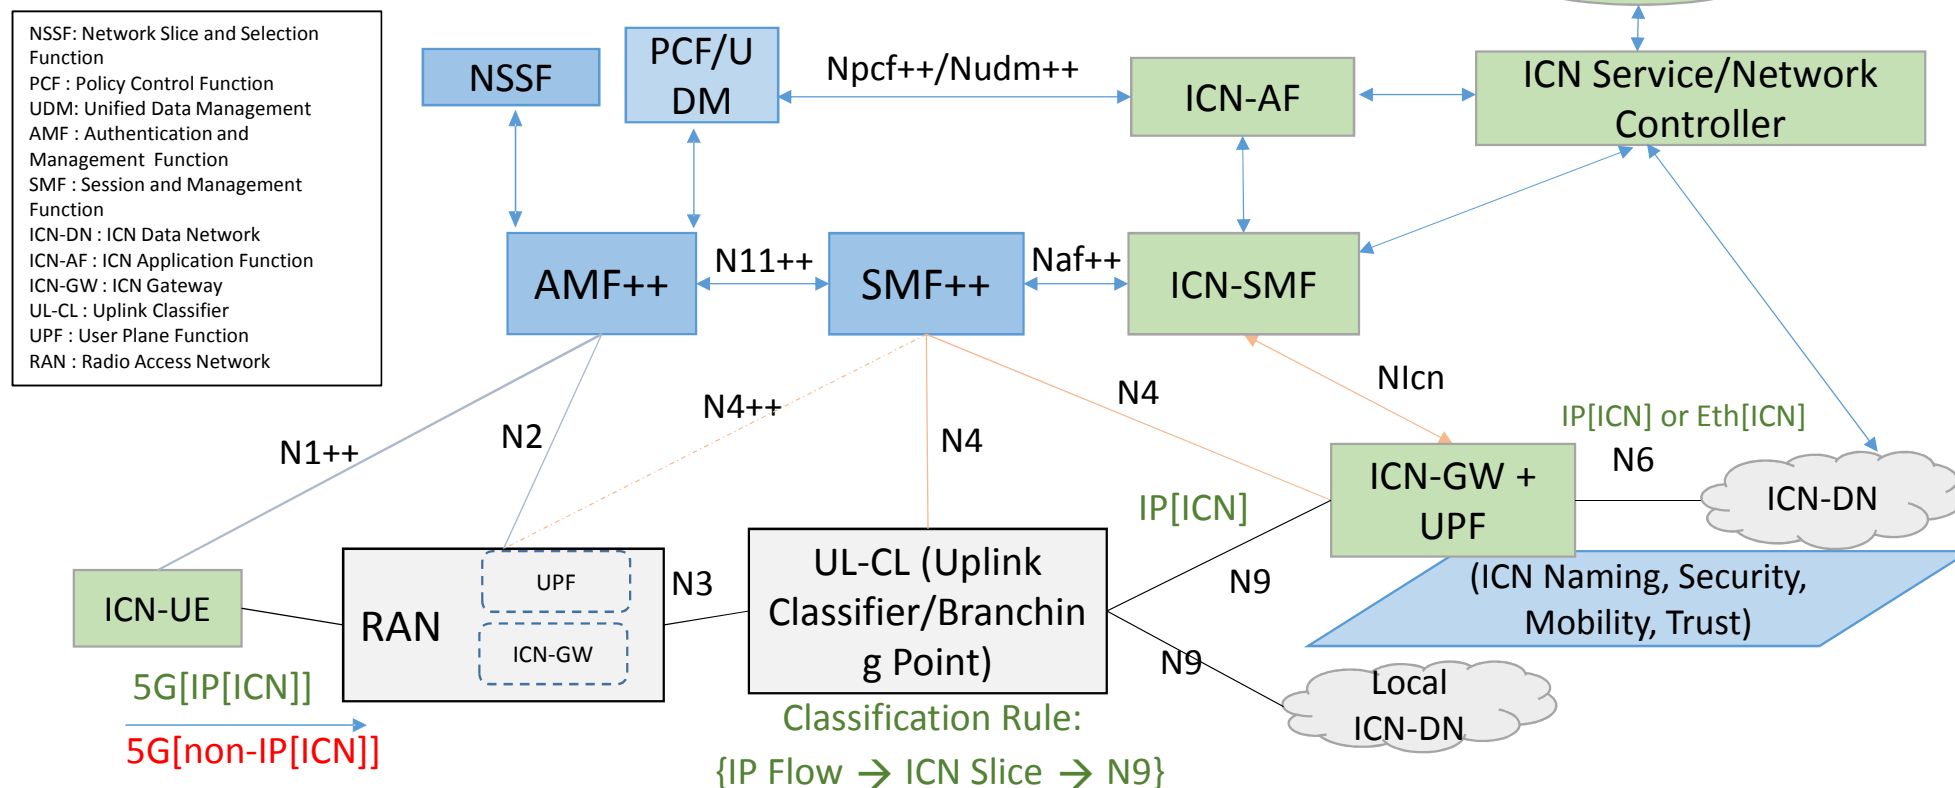 NSSF: Network Slice and Selection
Function
PCF : Policy Control Function
UDM: Unified Data Management
AMF : Authentication and
Management  Function
SMF : Session and Management
Function
ICN-DN : ICN Data Network
ICN-AF : ICN Application Function
ICN-GW : ICN Gateway
UL-CL : Uplink Classifier
UPF : User Plane Function
RAN : Radio Access Network
NSSF
PCF/U
DM
Npcf++/Nudm++
ICN-AF
ICN Service/Network
Controller
AMF++
N11++
SMF++
Naf++
ICN-SMF
N1++
N2
N4++
N4
N4
NIcn
IP[ICN] or Eth[ICN]
N6
ICN-GW +
UPF
ICN-DN
IP[ICN]
N9
(ICN Naming, Security,
Mobility, Trust)
ICN-UE
RAN
UPF
ICN-GW
N3
UL-CL (Uplink
Classifier/Branchin
g Point)
N9
Local
ICN-DN
5G[IP[ICN]]
5G[non-IP[ICN]]
Classification Rule:
{IP Flow → ICN Slice → N9}